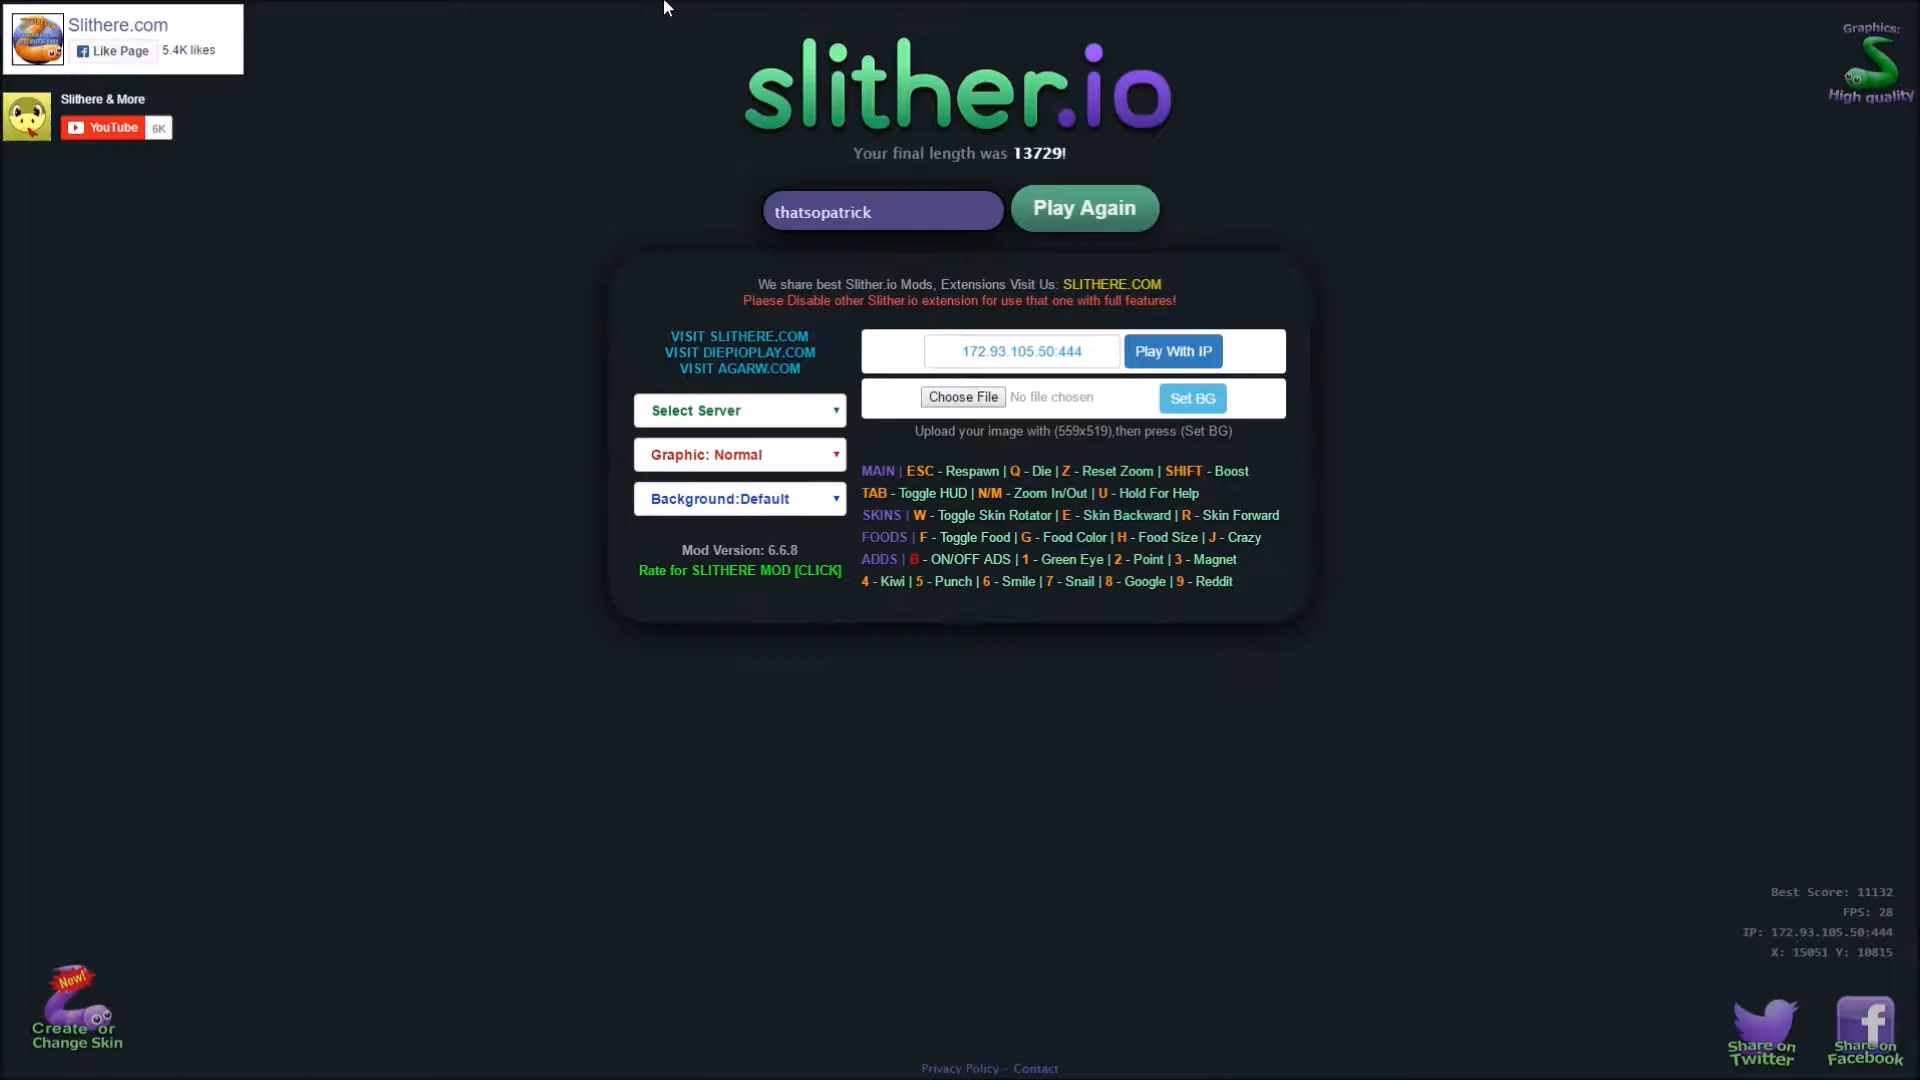 Slithere.com
Like Page 5.4K likes
Slithere & More
YouTube 6K
slither.io
Your final length was 13729!
thatsopatrick
Play Again
Graphics:
High quality
We share best Slither.io Mods, Extensions Visit Us: SLITHERE.COM
Plaese Disable other Slither.io extension for use that one with full features!
VISIT SLITHERE.COM
VISIT DIEPIOPLAY.COM
VISIT AGARW.COM
Select Server
Graphic: Normal
Background:Default
Mod Version: 6.6.8
Rate for SLITHERE MOD [CLICK]
172.93.105.50:444 Play With IP
Choose File No file chosen Set BG
Upload your image with (559x519),then press (Set BG)
MAIN | ESC - Respawn | Q - Die | Z - Reset Zoom | SHIFT - Boost
TAB - Toggle HUD | N/M - Zoom In/Out | U - Hold For Help
SKINS | W - Toggle Skin Rotator | E - Skin Backward | R - Skin Forward
FOODS | F - Toggle Food | G - Food Color | H - Food Size | J - Crazy
ADDS | B - ON/OFF ADS | 1 - Green Eye | 2 - Point | 3 - Magnet
4 - Kiwi | 5 - Punch | 6 - Smile | 7 - Snail | 8 - Google | 9 - Reddit
Best Score: 11132
FPS: 28
IP: 172.93.105.50:444
X: 15051 Y: 10815
New!
Create or
Change Skin
Share on
Twitter
Share on
Facebook
Privacy Policy - Contact